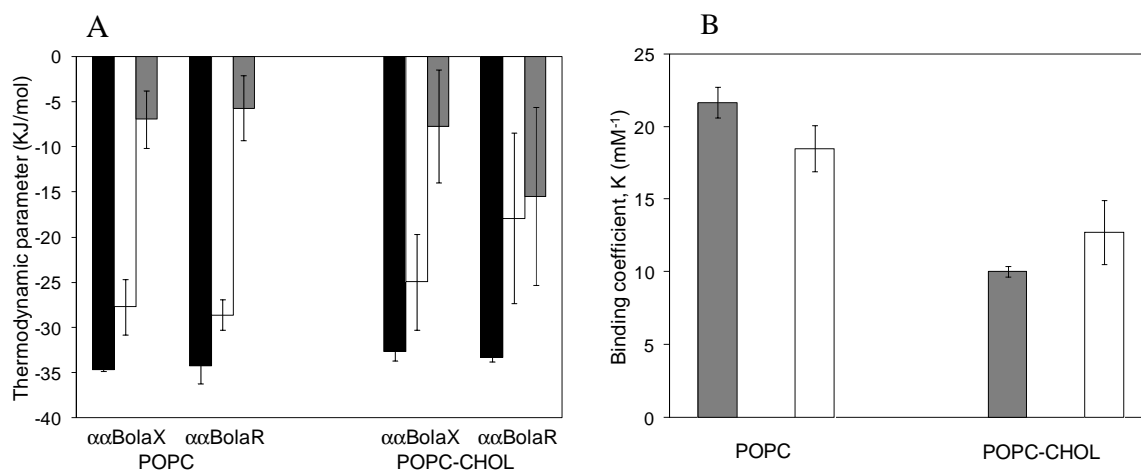 A
Thermodynamic parameter (KJ/mol)
0
-5
-10
-15
-20
-25
-30
-35
-40
ααBolaX ααBolaR ααBolaX ααBolaR
POPC POPC-CHOL
B
Binding coefficient, K (mM⁻¹)
25
20
15
10
5
0
POPC POPC-CHOL